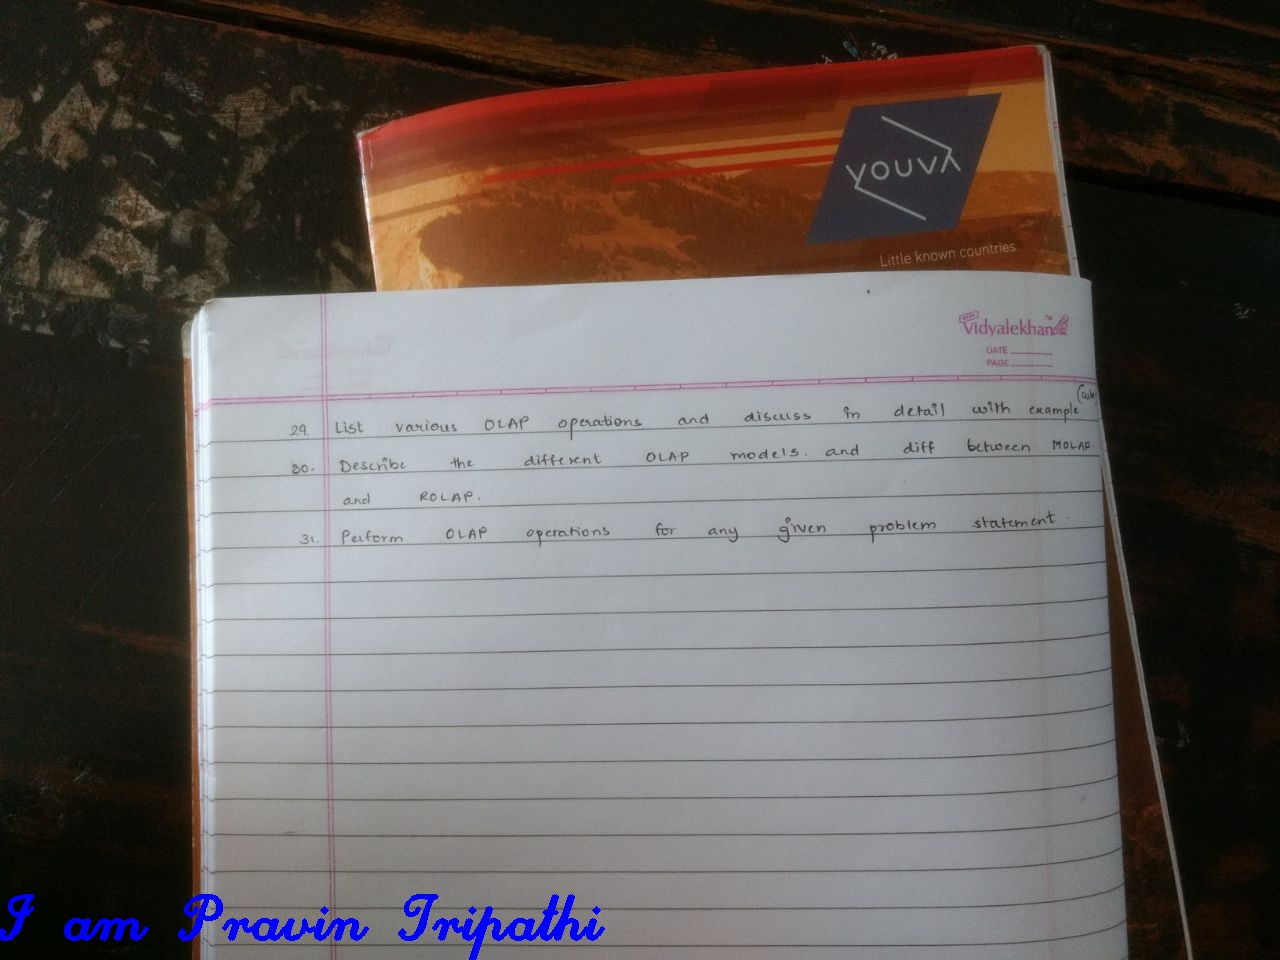 YOUVA
Little known countries
Vidyalekhan™
DATE
PAGE
29. List various OLAP operations and discuss in detail with example
30. Describe the different OLAP models. and diff between MOLAP
and ROLAP.
31. Perform OLAP operations for any given problem statement.
I am Pravin Tripathi